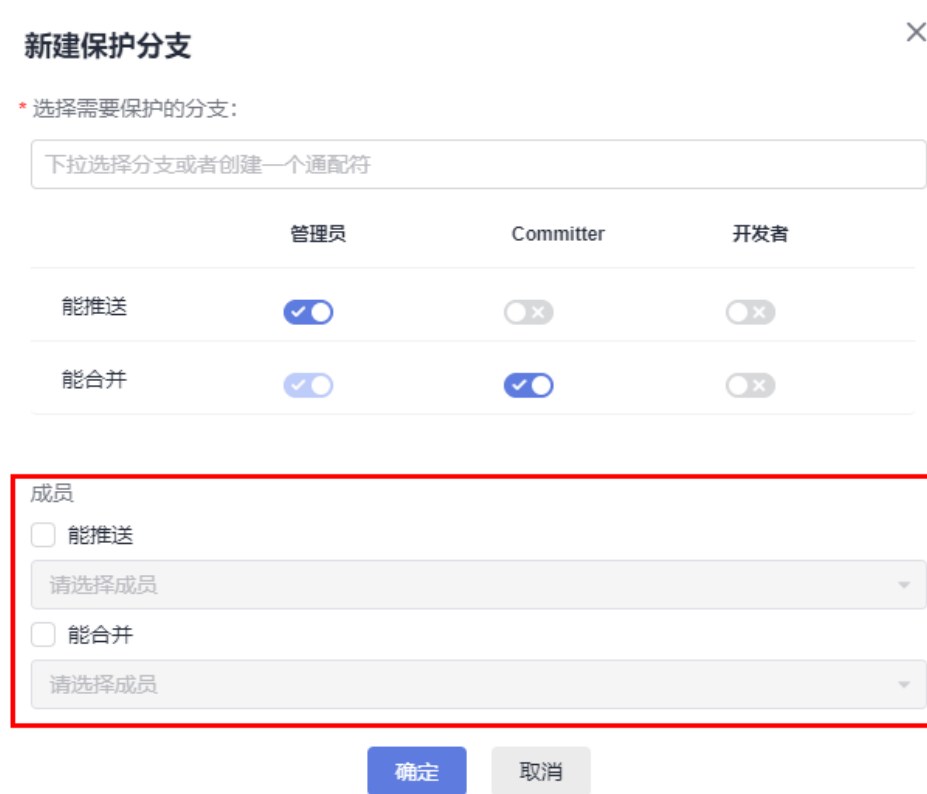 新建保护分支
* 选择需要保护的分支：
下拉选择分支或者创建一个通配符
管理员 Committer 开发者
能推送
能合并
成员
能推送
请选择成员
能合并
请选择成员
确定 取消